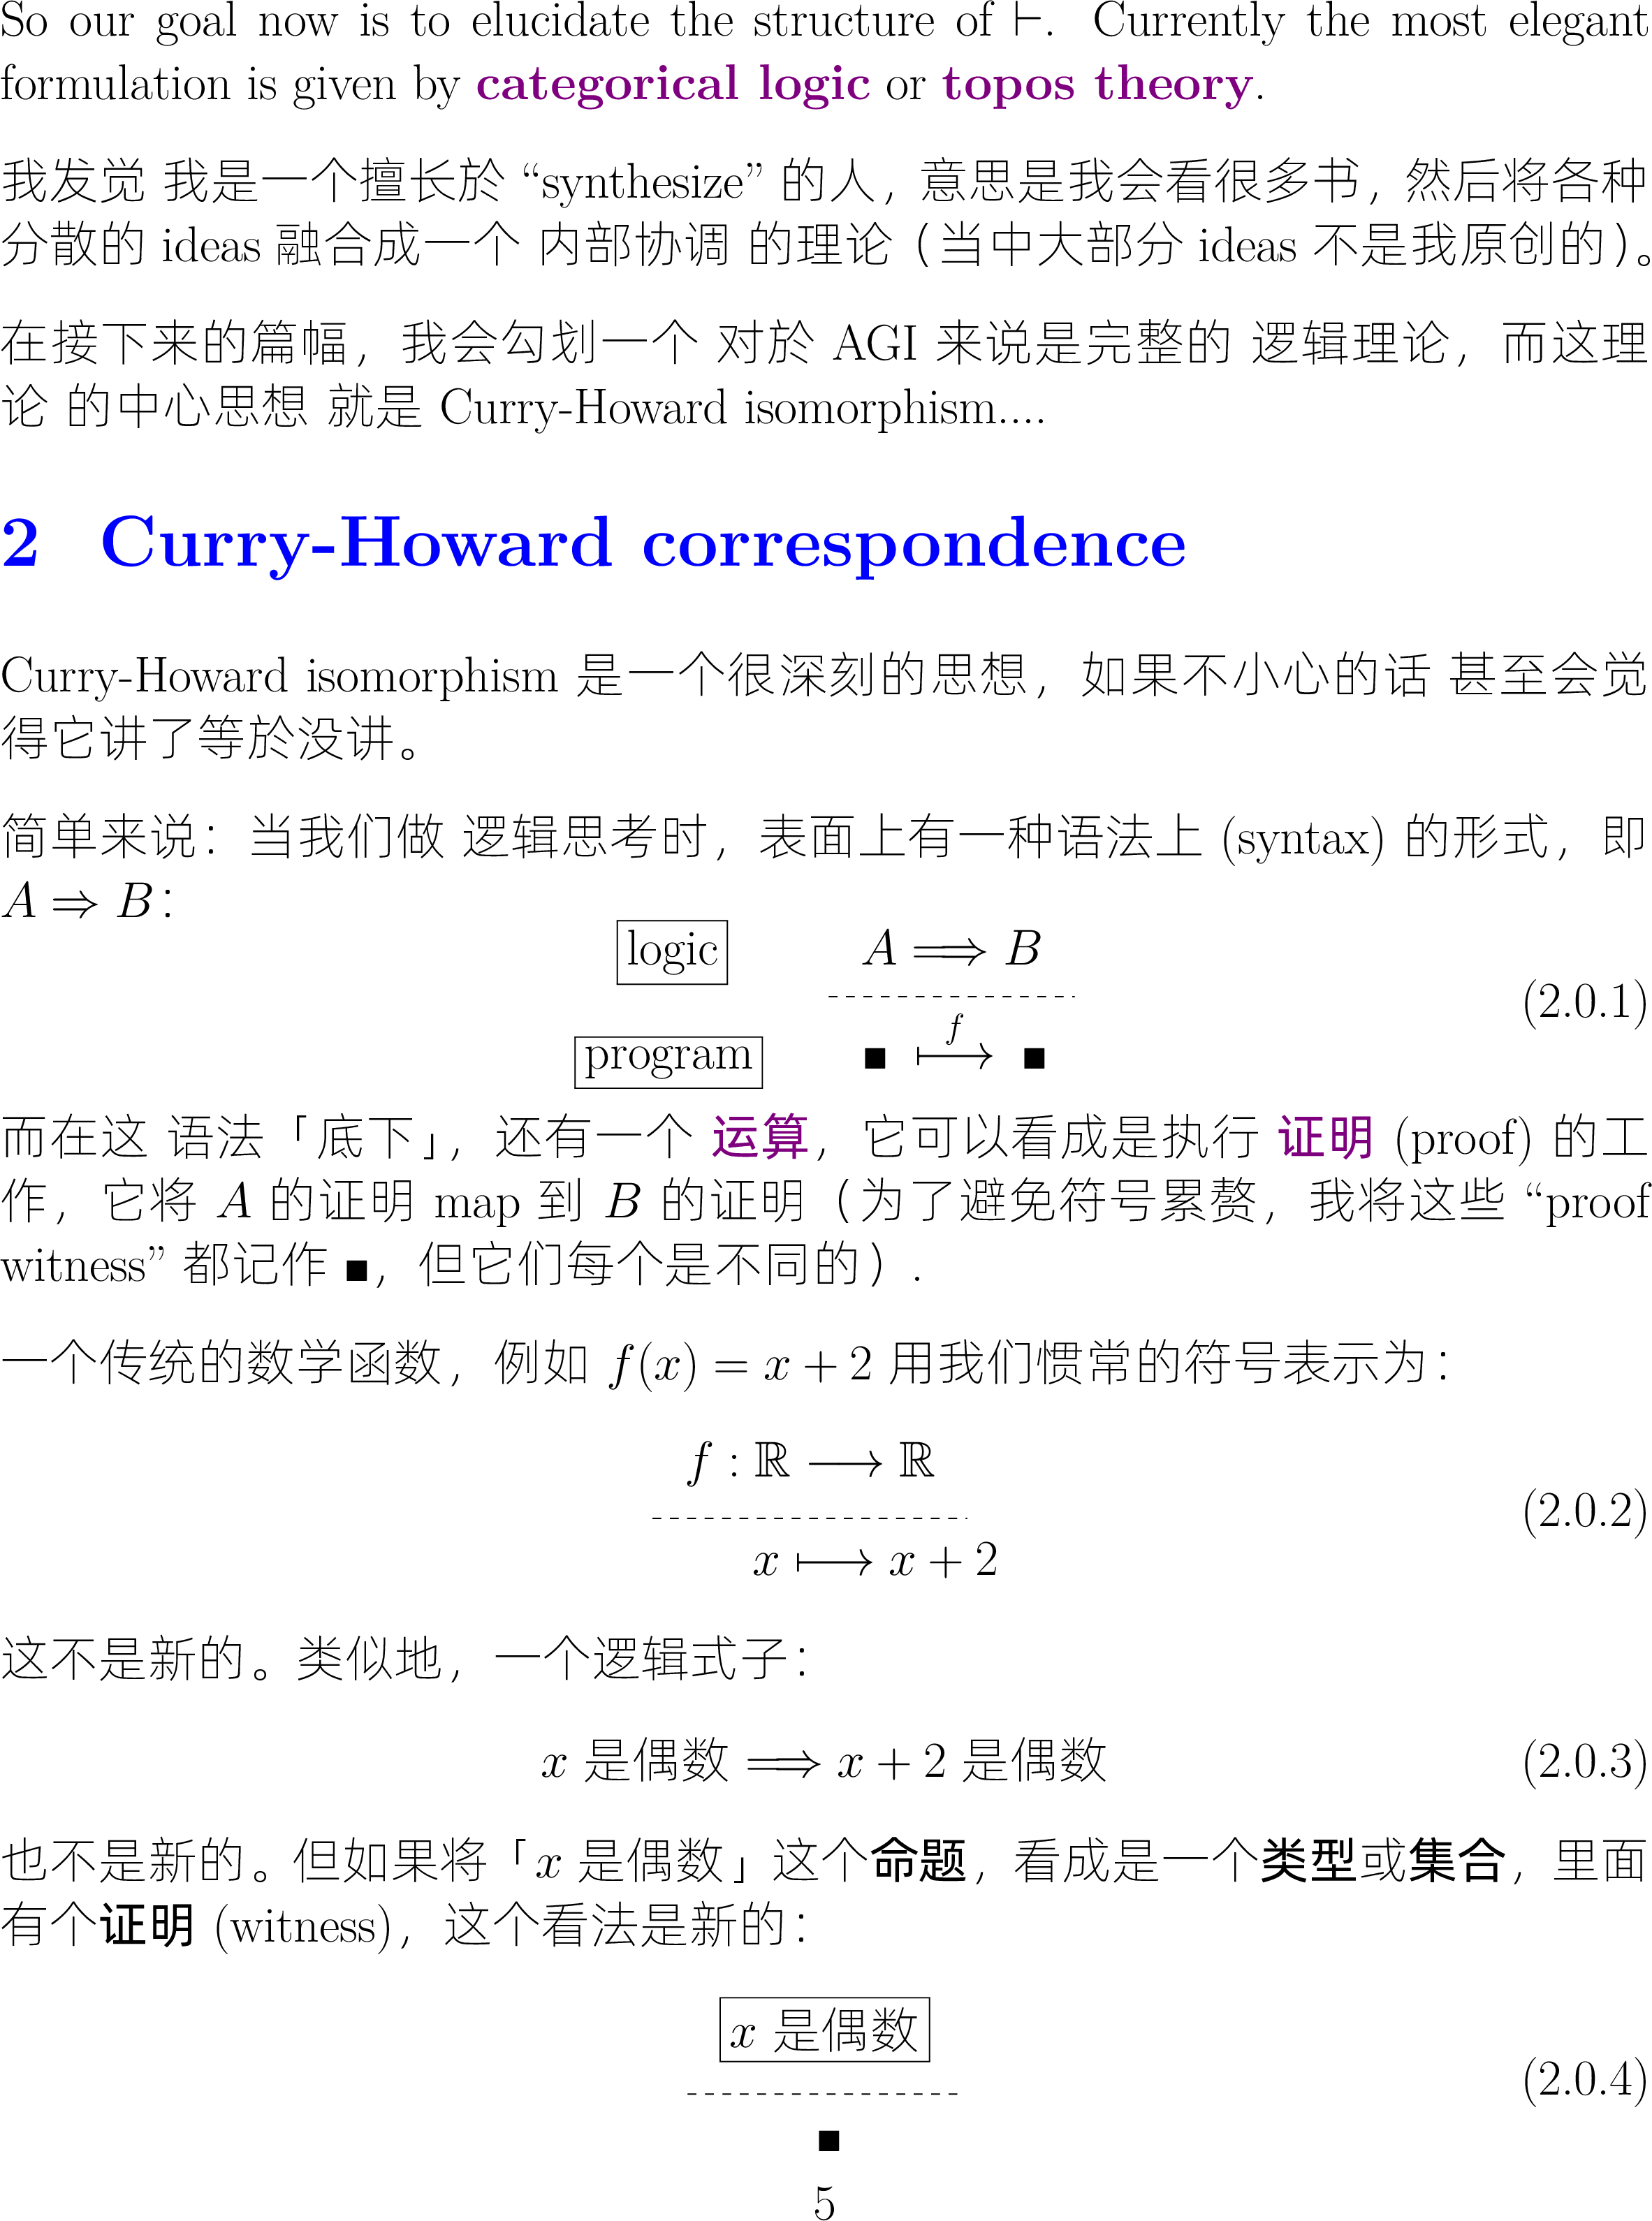 So our goal now is to elucidate the structure of ⊢. Currently the most elegant
formulation is given by categorical logic or topos theory.
我发觉 我是一个擅长於 “synthesize” 的人，意思是我会看很多书，然后将各种
分散的 ideas 融合成一个 内部协调 的理论（当中大部分 ideas 不是我原创的）。
在接下来的篇幅，我会勾划一个 对於 AGI 来说是完整的 逻辑理论，而这理
论 的中心思想 就是 Curry-Howard isomorphism....
2 Curry-Howard correspondence
Curry-Howard isomorphism 是一个很深刻的思想，如果不小心的话 甚至会觉
得它讲了等於没讲。
简单来说：当我们做 逻辑思考时，表面上有一种语法上 (syntax) 的形式，即
A ⇒ B：
logic A ⟹ B
(2.0.1)
program ■ f⟼ ■
而在这 语法「底下」，还有一个 运算，它可以看成是执行 证明 (proof) 的工
作，它将 A 的证明 map 到 B 的证明（为了避免符号累赘，我将这些 “proof
witness” 都记作 ■，但它们每个是不同的）.
一个传统的数学函数，例如 f(x) = x + 2 用我们惯常的符号表示为：
f : ℝ ⟶ ℝ
(2.0.2)
x ⟼ x + 2
这不是新的。类似地，一个逻辑式子：
x 是偶数 ⟹ x + 2 是偶数 (2.0.3)
也不是新的。但如果将「x 是偶数」这个命题，看成是一个类型或集合，里面
有个证明 (witness)，这个看法是新的：
x 是偶数
(2.0.4)
■
5